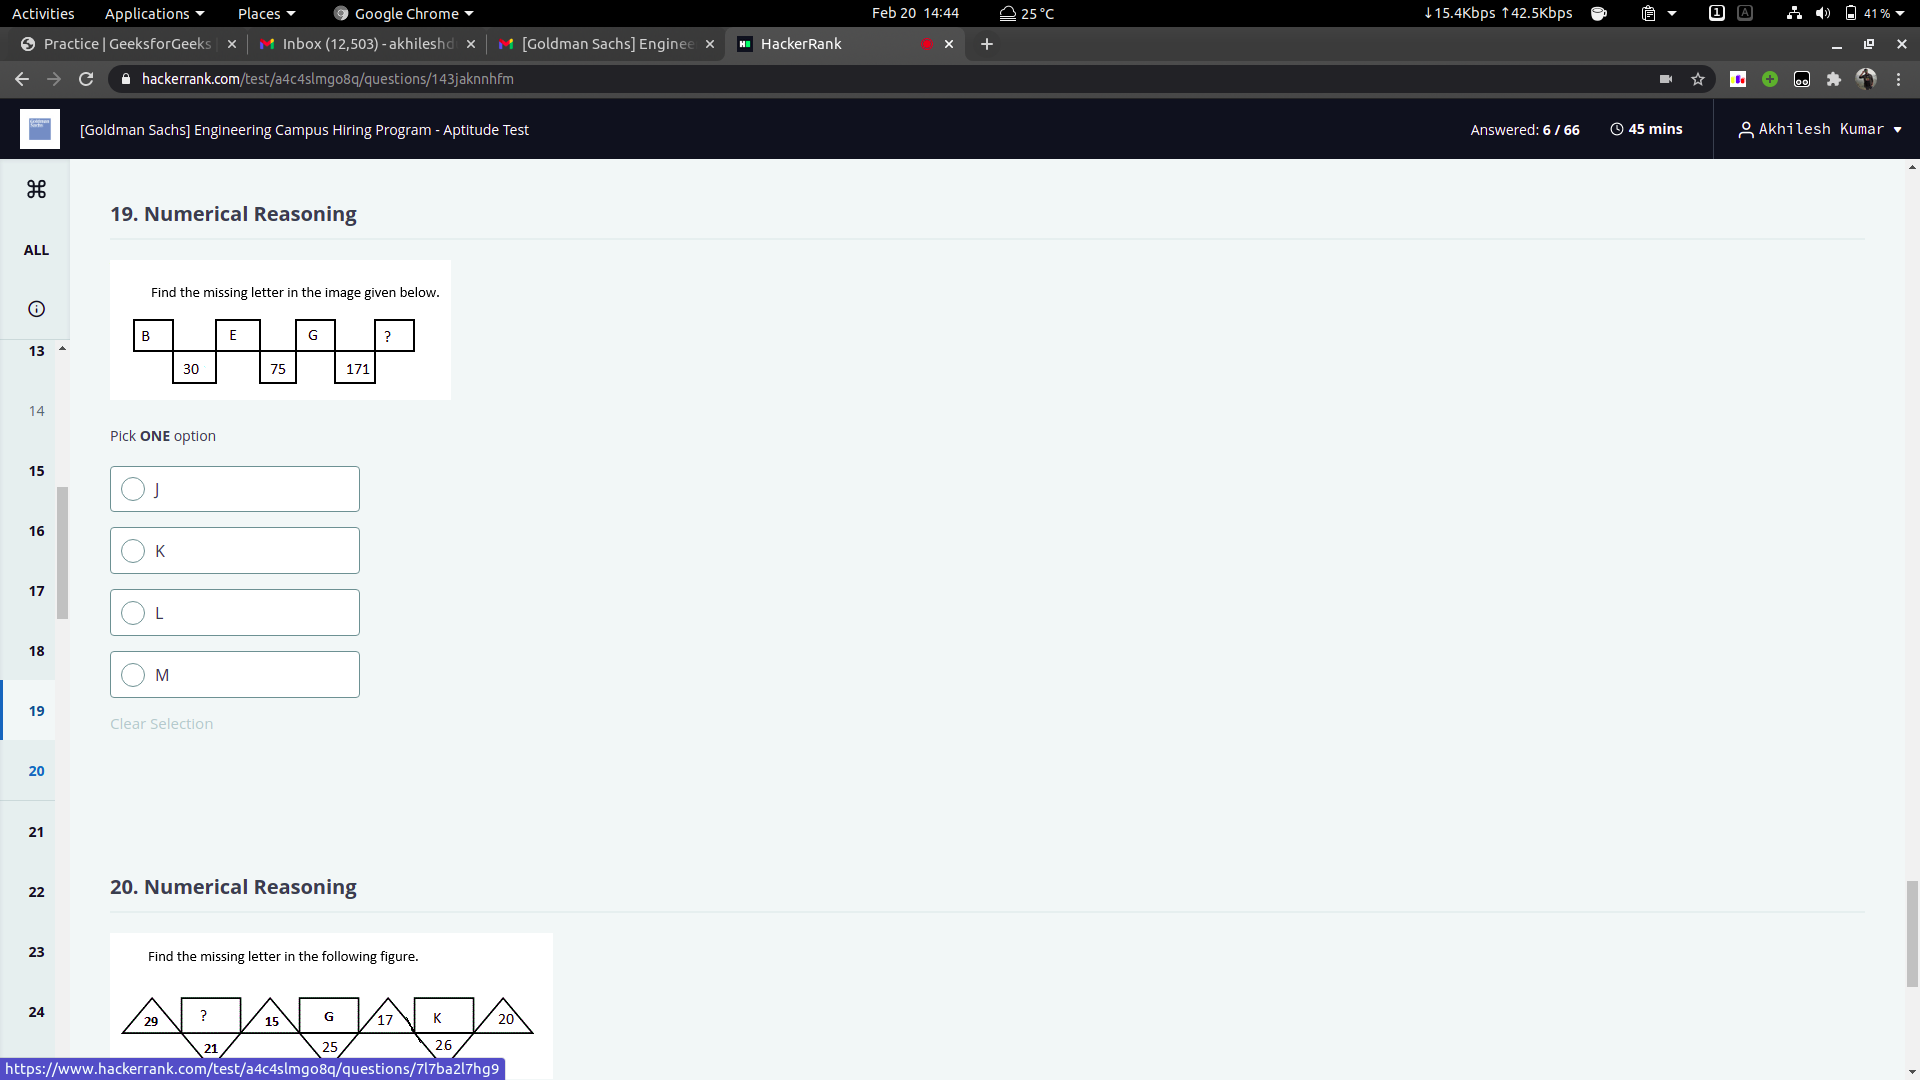 Activities Applications Places Google Chrome Feb 20 14:44 25 °C ↓15.4Kbps ↑42.5Kbps 1 A 41 %
Practice | GeeksforGeeks Inbox (12,503) - akhileshd [Goldman Sachs] Enginee HackerRank
hackerrank.com/test/a4c4slmgo8q/questions/143jaknnhfm
[Goldman Sachs] Engineering Campus Hiring Program - Aptitude Test Answered: 6 / 66 45 mins Akhilesh Kumar
ALL
13
14
15
16
17
18
19
20
21
22
23
24
19. Numerical Reasoning
Find the missing letter in the image given below.
B E G ?
30 75 171
Pick ONE option
J
K
L
M
Clear Selection
20. Numerical Reasoning
Find the missing letter in the following figure.
29 ? 15 G 17 K 20
21 25 26
https://www.hackerrank.com/test/a4c4slmgo8q/questions/7l7ba2l7hg9